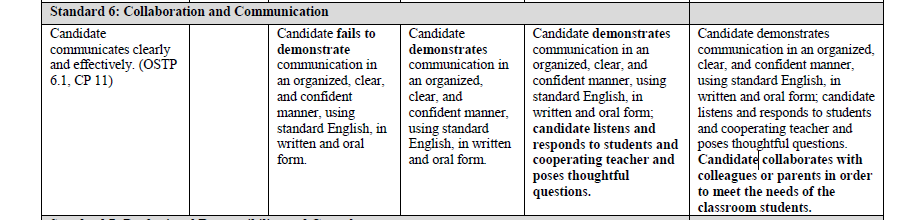 Standard 6: Collaboration and Communication
Candidate
communicates clearly
and effectively. (OSTP
6.1, CP 11)
Candidate fails to
demonstrate
communication in
an organized, clear,
and confident
manner, using
standard English, in
written and oral
form.
Candidate
demonstrates
communication in
an organized,
clear, and
confident manner,
using standard
English, in written
and oral form.
Candidate demonstrates
communication in an
organized, clear, and
confident manner, using
standard English, in
written and oral form;
candidate listens and
responds to students and
cooperating teacher and
poses thoughtful
questions.
Candidate demonstrates
communication in an organized,
clear, and confident manner,
using standard English, in
written and oral form; candidate
listens and responds to students
and cooperating teacher and
poses thoughtful questions.
Candidate collaborates with
colleagues or parents in order
to meet the needs of the
classroom students.